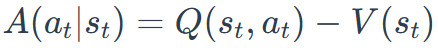 A(a_t|s_t) = Q(s_t, a_t) − V(s_t)